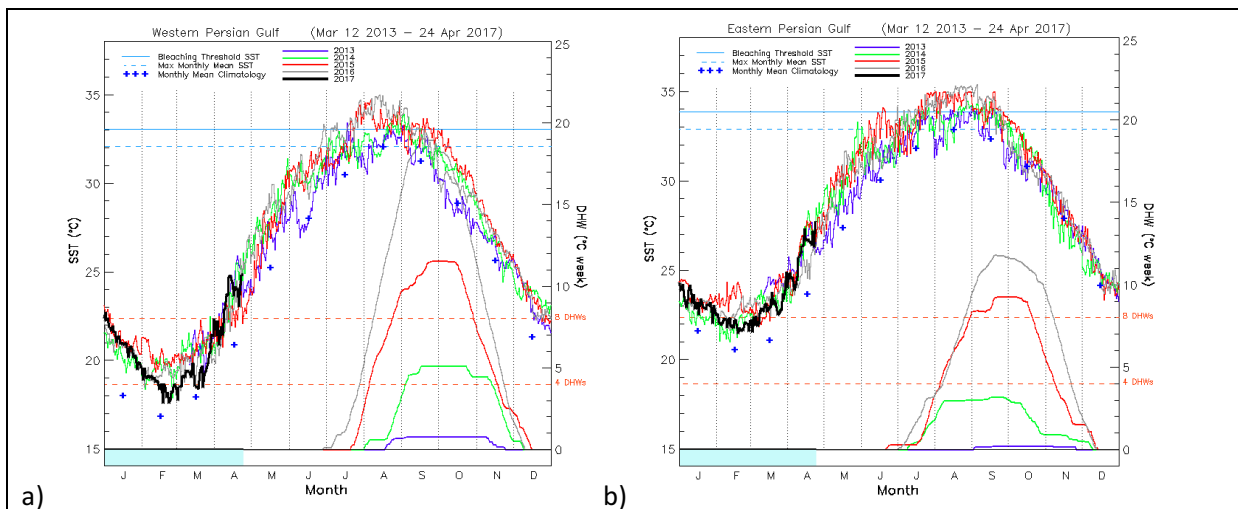 Western Persian Gulf (Mar 12 2013 – 24 Apr 2017)
Bleaching Threshold SST
Max Monthly Mean SST
Monthly Mean Climatology
2013
2014
2015
2016
2017
35
30
25
20
15
SST (°C)
25
20
15
10
5
0
DHW (°C week)
8 DHWs
4 DHWs
J F M A M J J A S O N D
Month
a)
Eastern Persian Gulf (Mar 12 2013 – 24 Apr 2017)
Bleaching Threshold SST
Max Monthly Mean SST
Monthly Mean Climatology
2013
2014
2015
2016
2017
35
30
25
20
15
SST (°C)
25
20
15
10
5
0
DHW (°C week)
8 DHWs
4 DHWs
J F M A M J J A S O N D
Month
b)